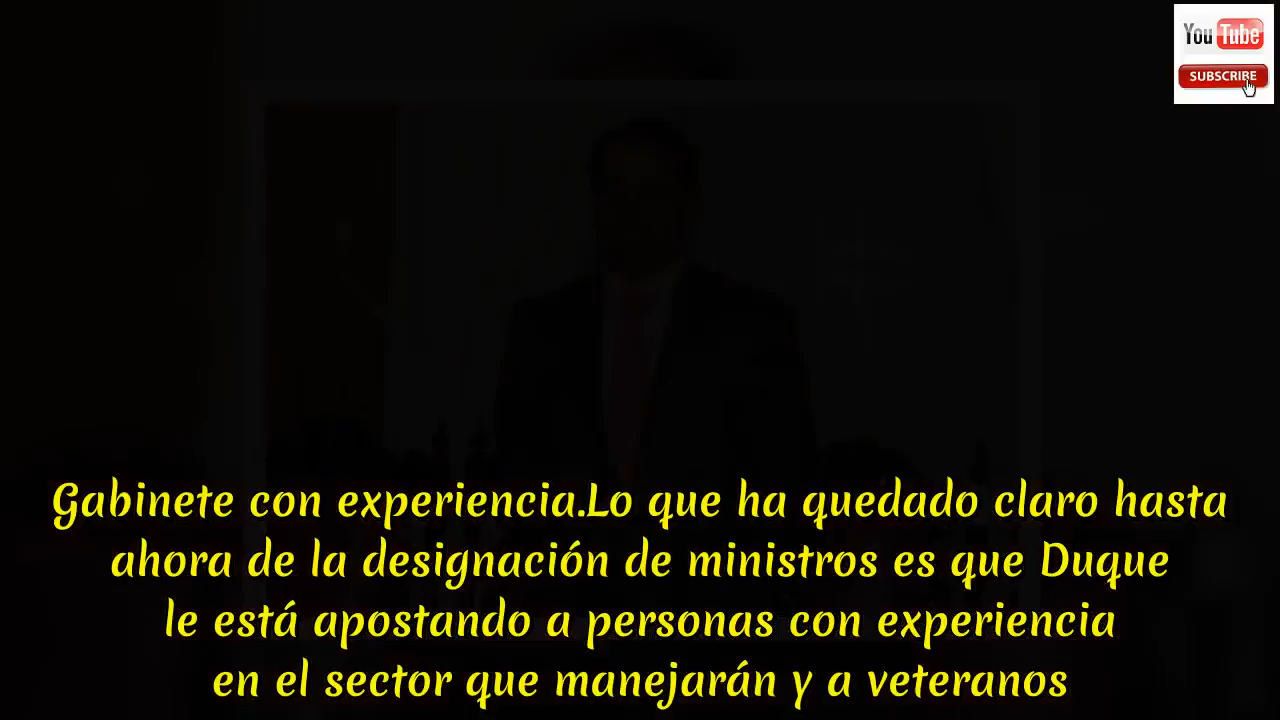 You Tube
SUBSCRIBE
Gabinete con experiencia.Lo que ha quedado claro hasta
ahora de la designación de ministros es que Duque
le está apostando a personas con experiencia
en el sector que manejarán y a veteranos